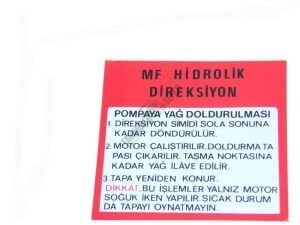 MF HİDROLİK
DİREKSİYON
POMPAYA YAĞ DOLDURULMASI
1. DİREKSİYON SİMİDİ SOLA SONUNA
KADAR DÖNDÜRÜLÜR.
2. MOTOR ÇALIŞTIRILIR. DOLDURMA TA
PASI ÇIKARILIR. TAŞMA NOKTASINA
KADAR YAĞ İLÂVE EDİLİR.
3. TAPA YENİDEN KONUR.
DİKKAT. BU İŞLEMLER YALNIZ MOTOR
SOĞUK İKEN YAPILIR. SICAK DURUM
DA TAPAYI OYNATMAYIN.